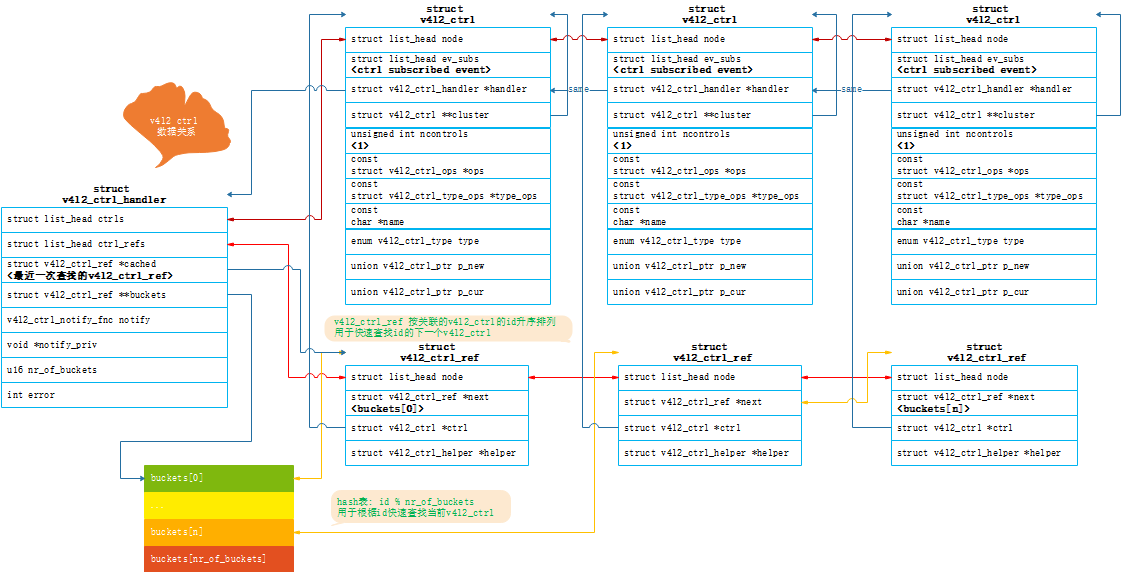 struct
v4l2_ctrl
struct list_head node
struct list_head ev_subs
<ctrl subscribed event>
struct v4l2_ctrl_handler *handler
struct v4l2_ctrl **cluster
unsigned int ncontrols
<1>
const
struct v4l2_ctrl_ops *ops
const
struct v4l2_ctrl_type_ops *type_ops
const
char *name
enum v4l2_ctrl_type type
union v4l2_ctrl_ptr p_new
union v4l2_ctrl_ptr p_cur
same
struct
v4l2_ctrl
struct list_head node
struct list_head ev_subs
<ctrl subscribed event>
struct v4l2_ctrl_handler *handler
struct v4l2_ctrl **cluster
unsigned int ncontrols
<1>
const
struct v4l2_ctrl_ops *ops
const
struct v4l2_ctrl_type_ops *type_ops
const
char *name
enum v4l2_ctrl_type type
union v4l2_ctrl_ptr p_new
union v4l2_ctrl_ptr p_cur
same
struct
v4l2_ctrl
struct list_head node
struct list_head ev_subs
<ctrl subscribed event>
struct v4l2_ctrl_handler *handler
struct v4l2_ctrl **cluster
unsigned int ncontrols
<1>
const
struct v4l2_ctrl_ops *ops
const
struct v4l2_ctrl_type_ops *type_ops
const
char *name
enum v4l2_ctrl_type type
union v4l2_ctrl_ptr p_new
union v4l2_ctrl_ptr p_cur
v4l2 ctrl
数据关系
struct
v4l2_ctrl_handler
struct list_head ctrls
struct list_head ctrl_refs
struct v4l2_ctrl_ref *cached
<最近一次查找的v4l2_ctrl_ref>
struct v4l2_ctrl_ref **buckets
v4l2_ctrl_notify_fnc notify
void *notify_priv
u16 nr_of_buckets
int error
v4l2_ctrl_ref 按关联的v4l2_ctrl的id升序排列
用于快速查找id的下一个v4l2_ctrl
struct
v4l2_ctrl_ref
struct list_head node
struct v4l2_ctrl_ref *next
<buckets[0]>
struct v4l2_ctrl *ctrl
struct v4l2_ctrl_helper *helper
struct
v4l2_ctrl_ref
struct list_head node
struct v4l2_ctrl_ref *next
struct v4l2_ctrl *ctrl
struct v4l2_ctrl_helper *helper
struct
v4l2_ctrl_ref
struct list_head node
struct v4l2_ctrl_ref *next
<buckets[n]>
struct v4l2_ctrl *ctrl
struct v4l2_ctrl_helper *helper
buckets[0]
...
buckets[n]
buckets[nr_of_buckets]
hash表: id % nr_of_buckets
用于根据id快速查找当前v4l2_ctrl